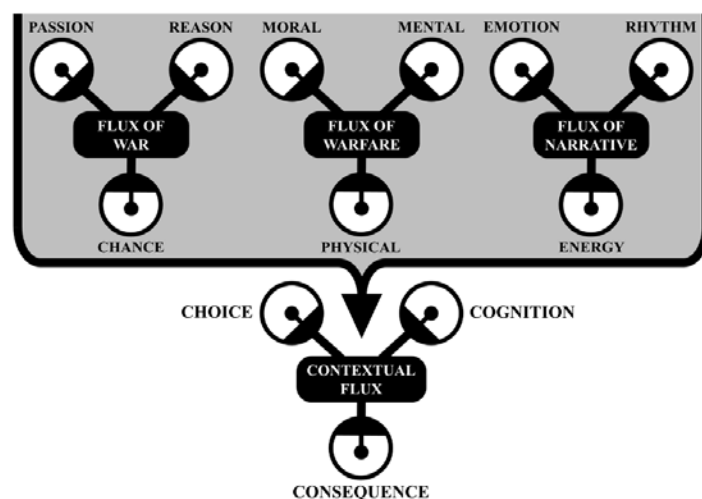 PASSION
REASON
MORAL
MENTAL
EMOTION
RHYTHM
FLUX OF
WAR
FLUX OF
WARFARE
FLUX OF
NARRATIVE
CHANCE
PHYSICAL
ENERGY
CHOICE
COGNITION
CONTEXTUAL
FLUX
CONSEQUENCE